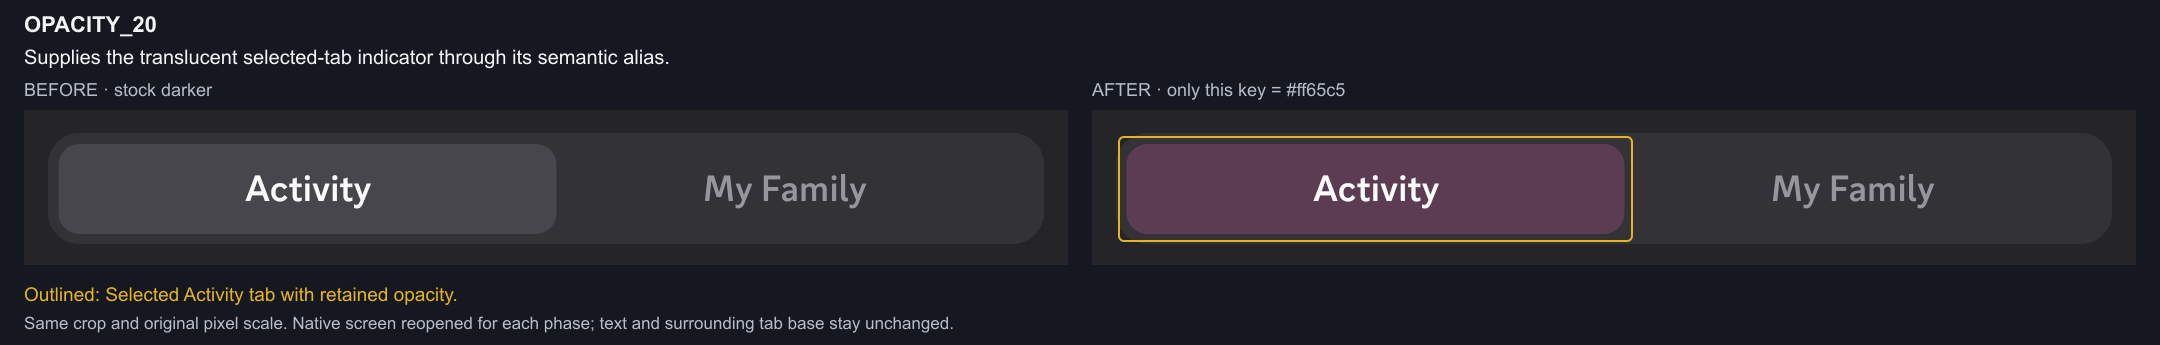 OPACITY_20
Supplies the translucent selected-tab indicator through its semantic alias.
BEFORE · stock darker
AFTER · only this key = #ff65c5
Activity
My Family
Activity
My Family
Outlined: Selected Activity tab with retained opacity.
Same crop and original pixel scale. Native screen reopened for each phase; text and surrounding tab base stay unchanged.